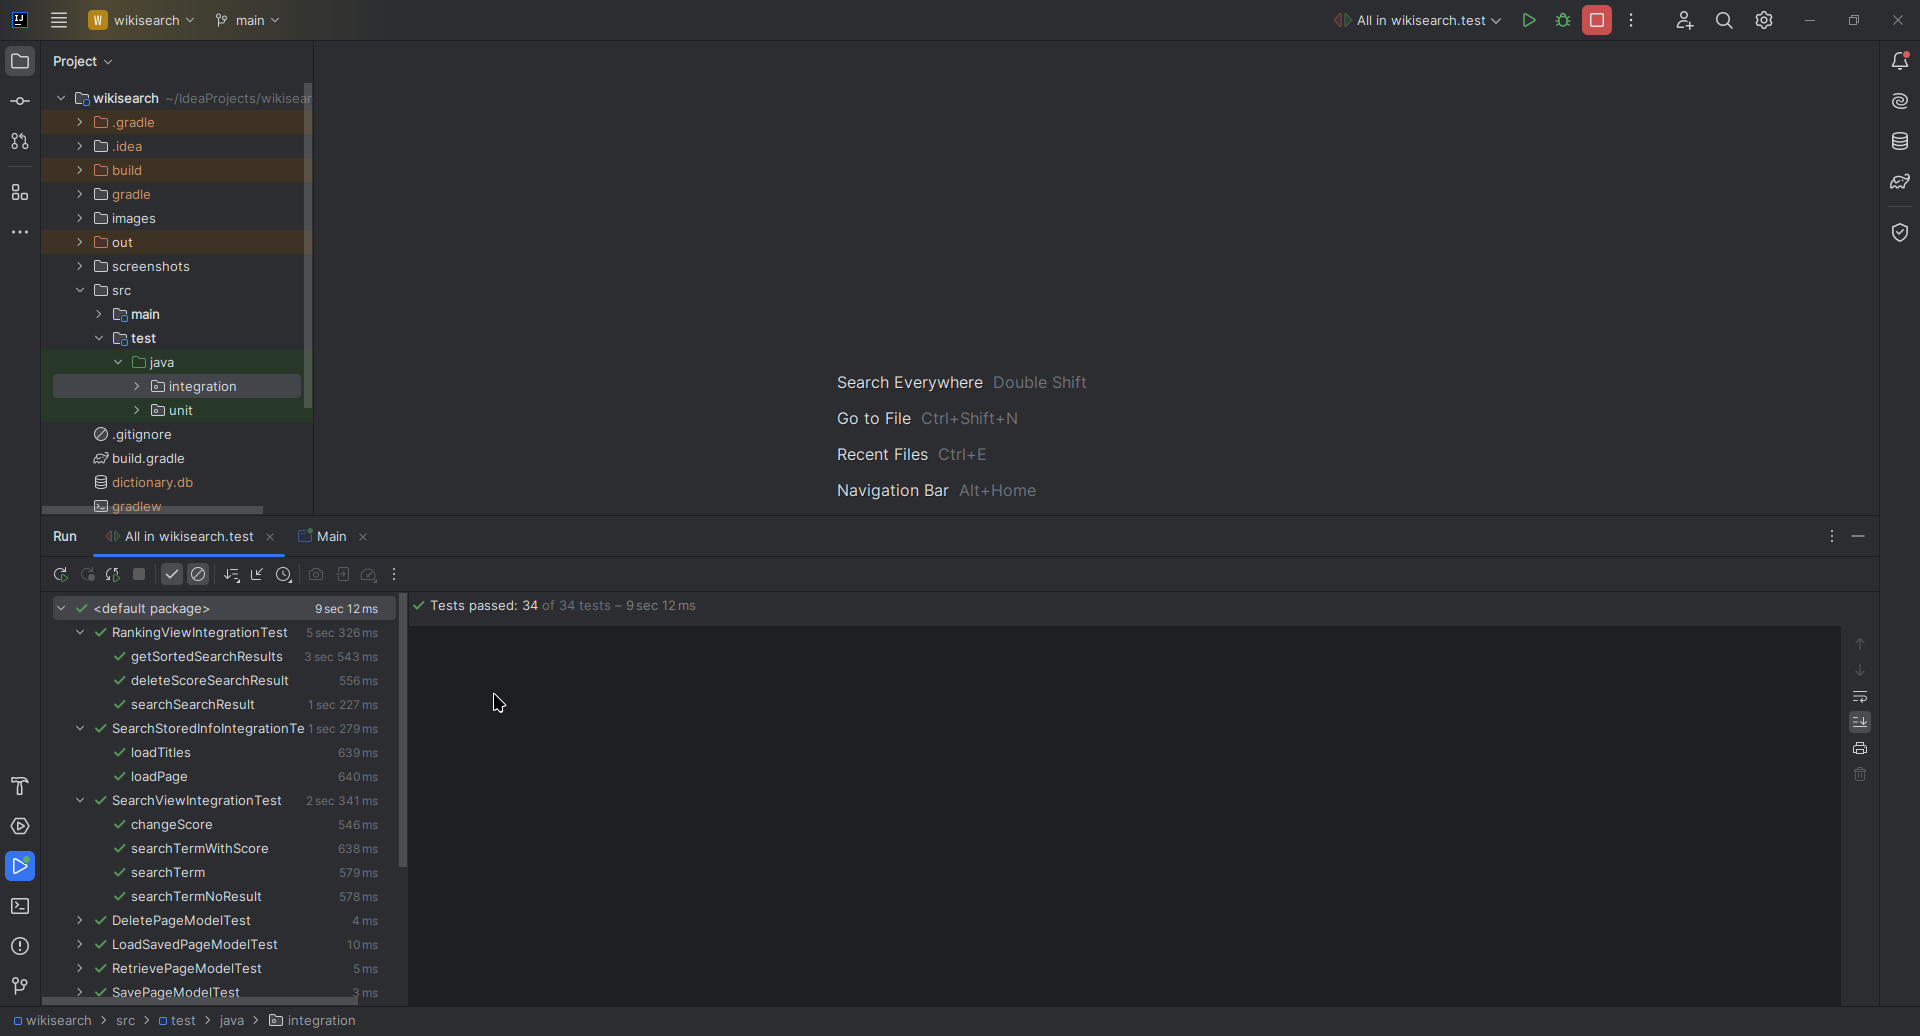 W wikisearch main All in wikisearch.test
Project
wikisearch ~/IdeaProjects/wikisear
.gradle
.idea
build
gradle
images
out
screenshots
src
main
test
java
integration
unit
.gitignore
build.gradle
dictionary.db
gradlew
Search Everywhere Double Shift
Go to File Ctrl+Shift+N
Recent Files Ctrl+E
Navigation Bar Alt+Home
Run All in wikisearch.test Main
<default package> 9 sec 12 ms
RankingViewIntegrationTest 5 sec 326 ms
getSortedSearchResults 3 sec 543 ms
deleteScoreSearchResult 556 ms
searchSearchResult 1 sec 227 ms
SearchStoredInfoIntegrationTe 1 sec 279 ms
loadTitles 639 ms
loadPage 640 ms
SearchViewIntegrationTest 2 sec 341 ms
changeScore 546 ms
searchTermWithScore 638 ms
searchTerm 579 ms
searchTermNoResult 578 ms
DeletePageModelTest 4 ms
LoadSavedPageModelTest 10 ms
RetrievePageModelTest 5 ms
SavePageModelTest 3 ms
Tests passed: 34 of 34 tests – 9 sec 12 ms
wikisearch > src > test > java > integration